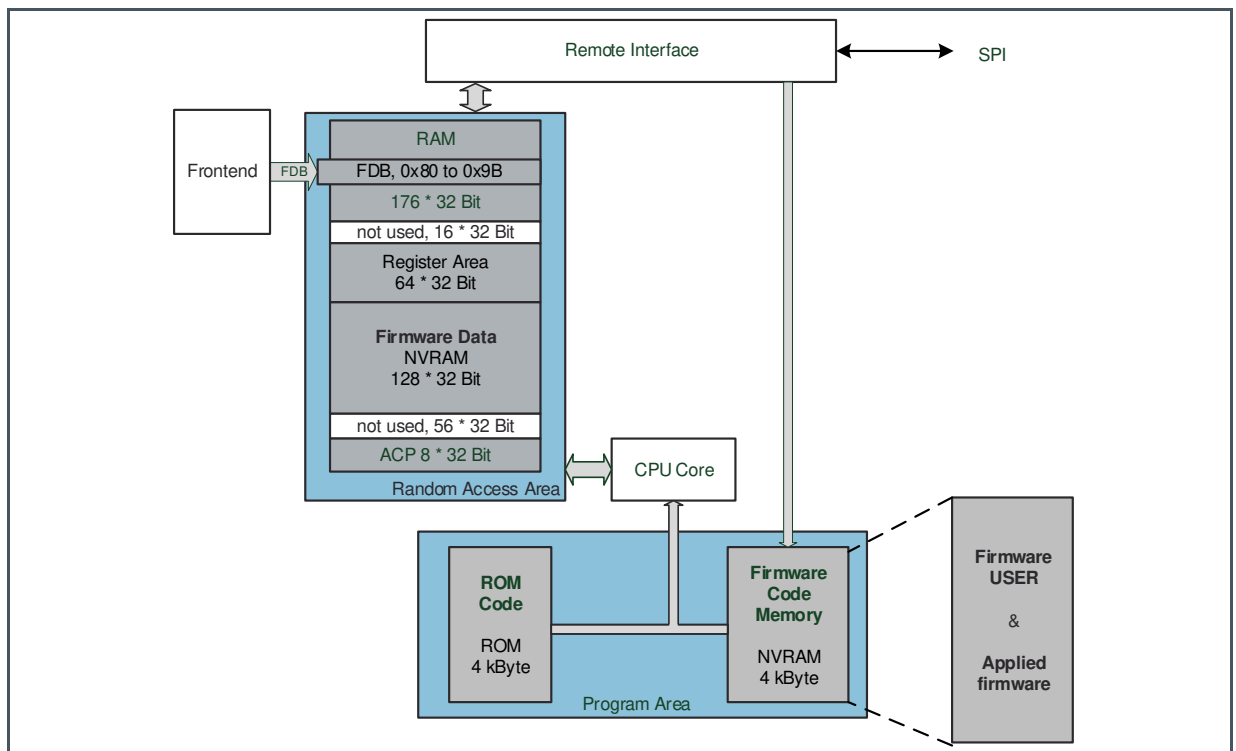 Remote Interface
SPI
Frontend
FDB
RAM
FDB, 0x80 to 0x9B
176 * 32 Bit
not used, 16 * 32 Bit
Register Area
64 * 32 Bit
Firmware Data
NVRAM
128 * 32 Bit
not used, 56 * 32 Bit
ACP 8 * 32 Bit
Random Access Area
CPU Core
ROM
Code
ROM
4 kByte
Firmware
Code
Memory
NVRAM
4 kByte
Program Area
Firmware
USER
&
Applied
firmware